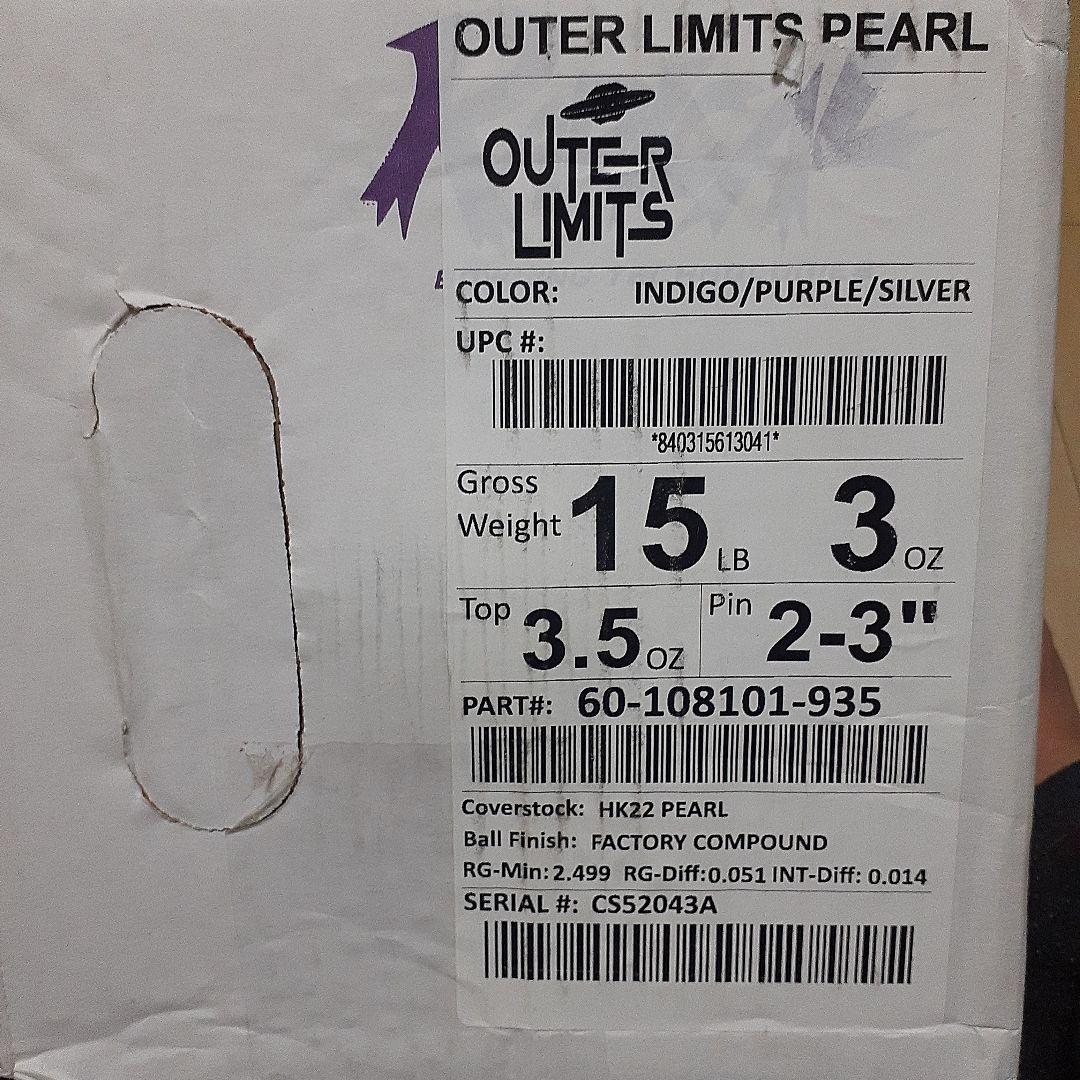 OUTER LIMITS PEARL
OUTER
LIMITS
COLOR: INDIGO/PURPLE/SILVER
UPC #:
*840315613041*
Gross Weight 15 LB 3 OZ
Top 3.5 OZ Pin 2-3"
PART#: 60-108101-935
Coverstock: HK22 PEARL
Ball Finish: FACTORY COMPOUND
RG-Min: 2.499 RG-Diff:0.051 INT-Diff: 0.014
SERIAL #: CS52043A